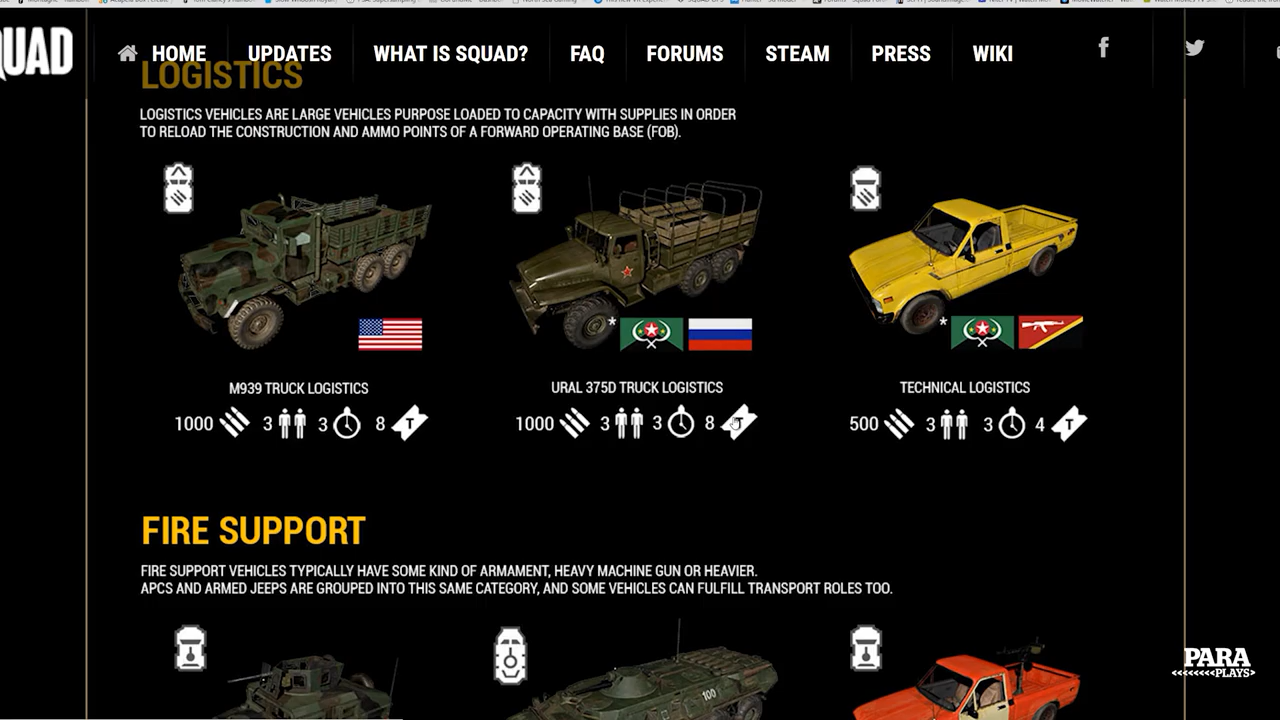 QUAD
HOME
UPDATES
WHAT IS SQUAD?
FAQ
FORUMS
STEAM
PRESS
WIKI
LOGISTICS
LOGISTICS VEHICLES ARE LARGE VEHICLES PURPOSE LOADED TO CAPACITY WITH SUPPLIES IN ORDER
TO RELOAD THE CONSTRUCTION AND AMMO POINTS OF A FORWARD OPERATING BASE (FOB).
*
*
M939 TRUCK LOGISTICS
URAL 375D TRUCK LOGISTICS
TECHNICAL LOGISTICS
1000 3 3 8 T
1000 3 3 8 T
500 3 3 4 T
FIRE SUPPORT
FIRE SUPPORT VEHICLES TYPICALLY HAVE SOME KIND OF ARMAMENT, HEAVY MACHINE GUN OR HEAVIER.
APCS AND ARMED JEEPS ARE GROUPED INTO THIS SAME CATEGORY, AND SOME VEHICLES CAN FULFILL TRANSPORT ROLES TOO.
100
PARA
PLAYS